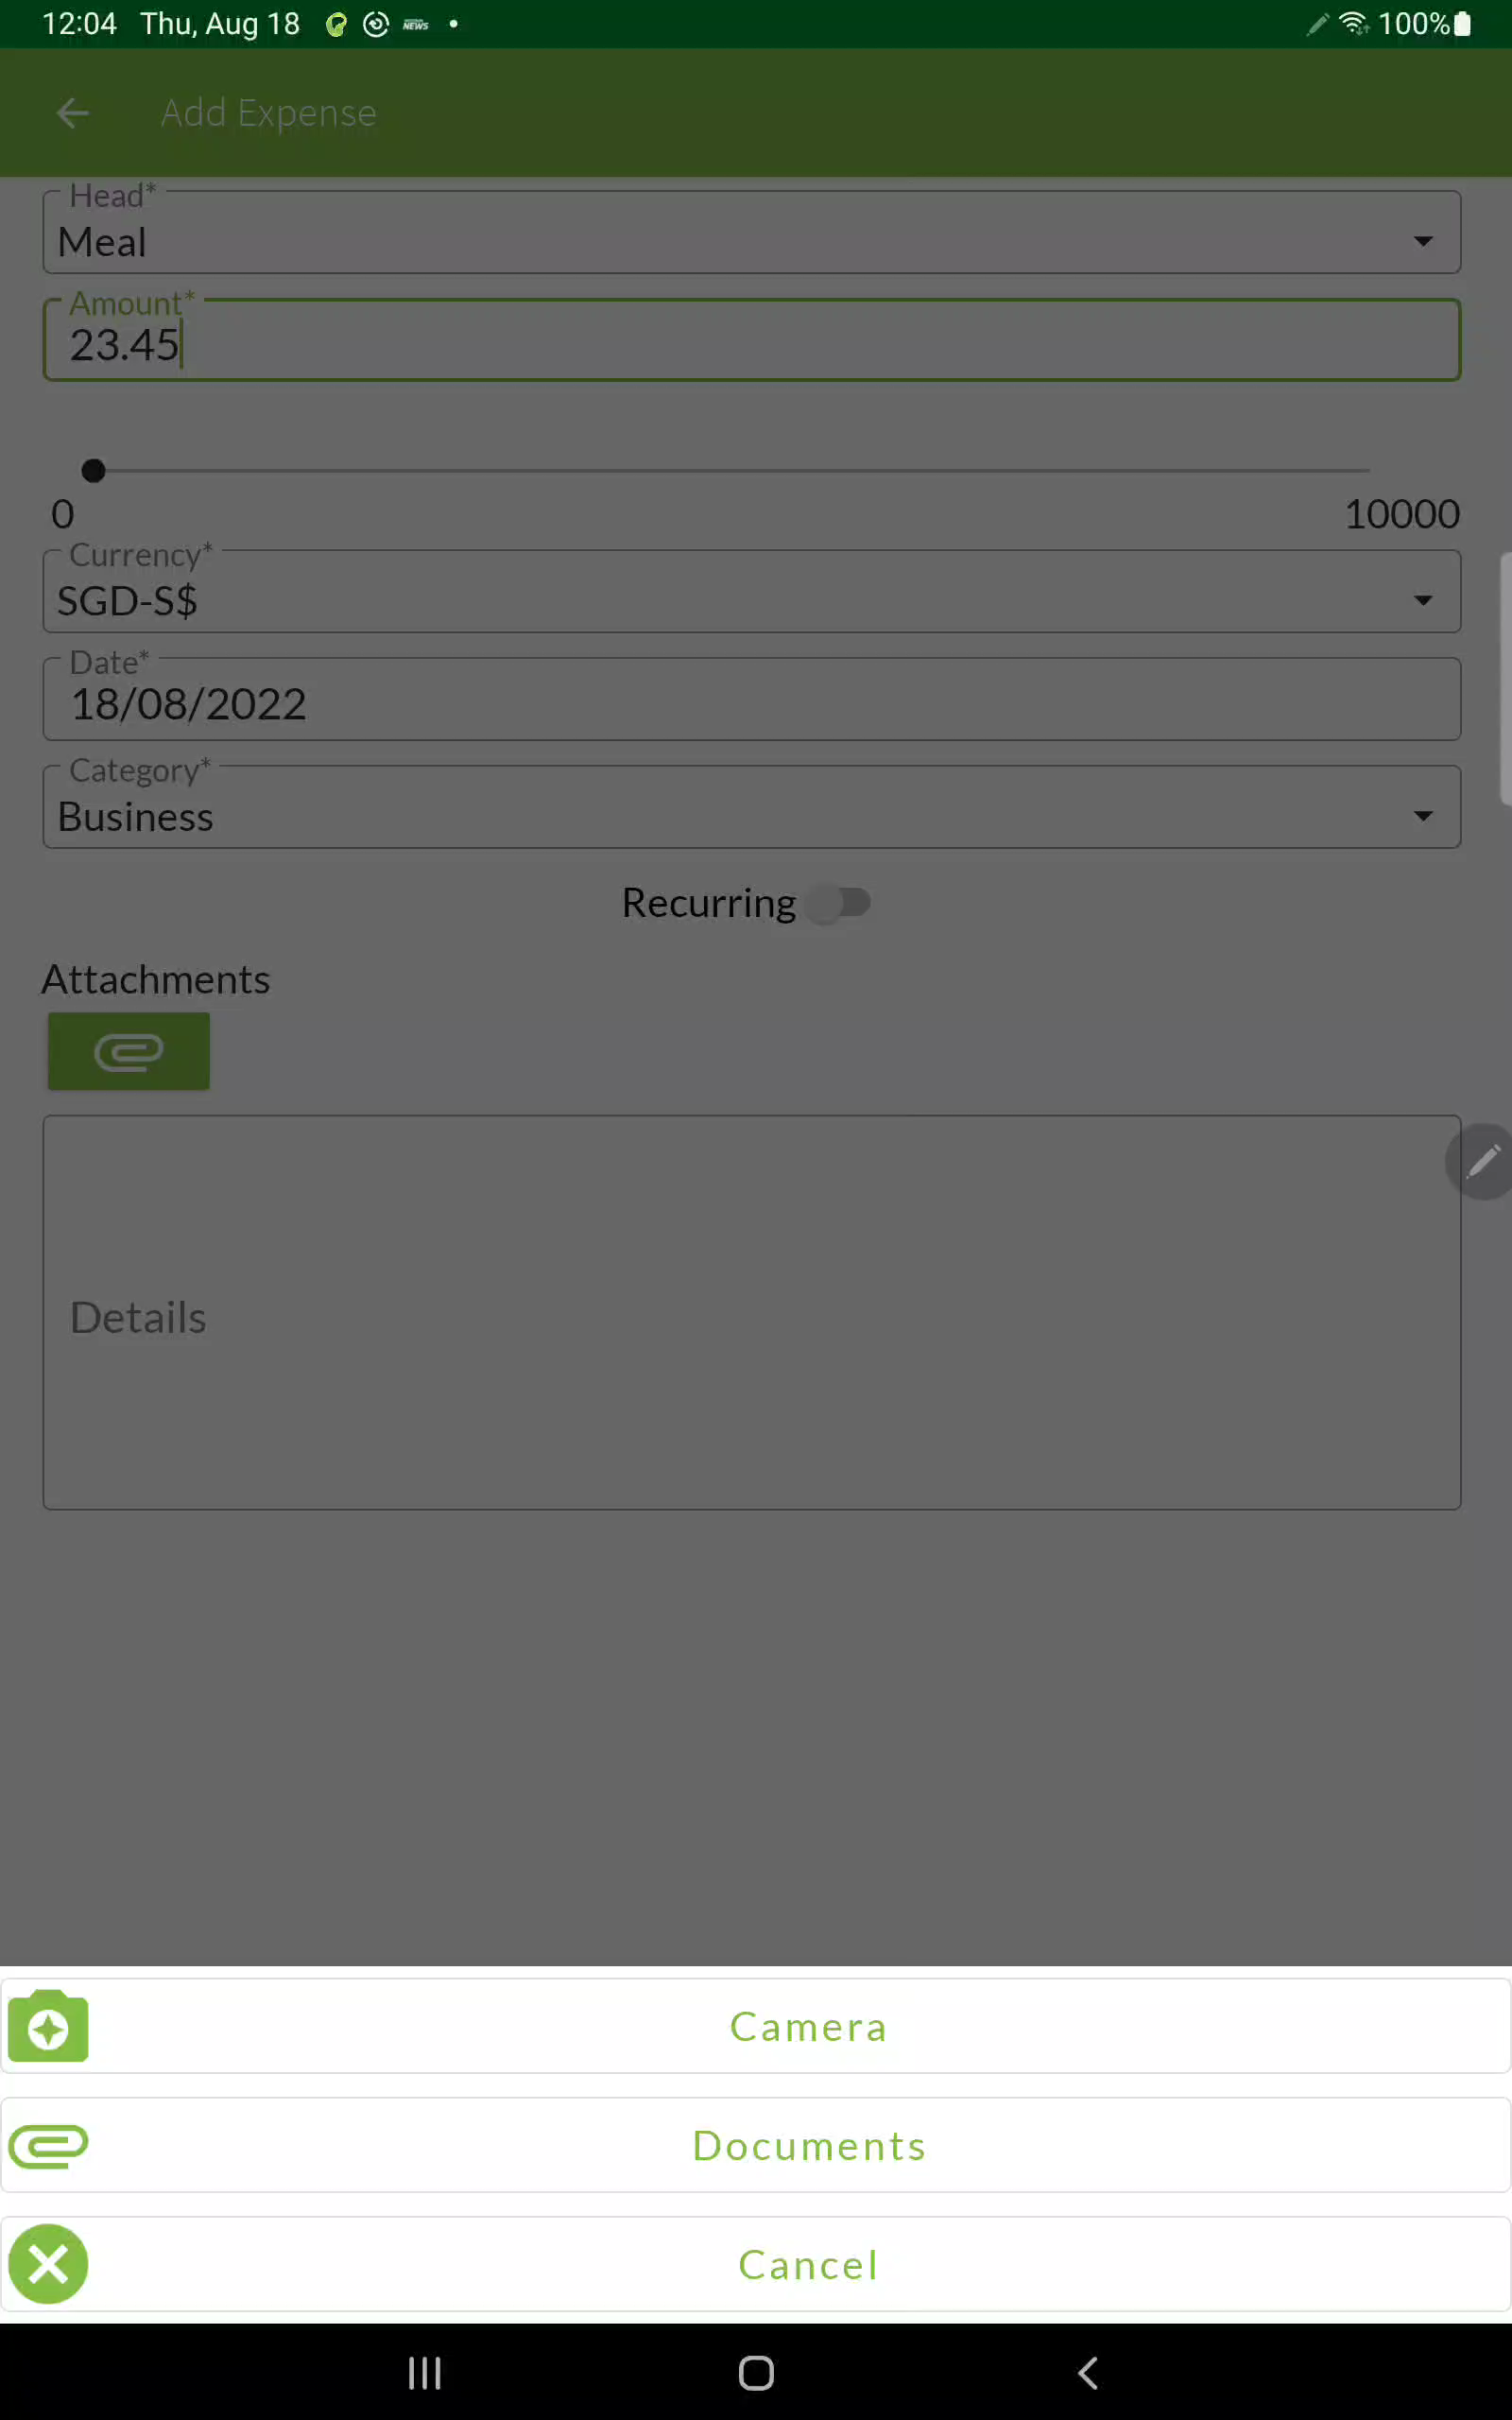 12:04 Thu, Aug 18 NEWS 100%
Add Expense
Head*
Meal
Amount*
23.45
0 10000
Currency*
SGD-S$
Date*
18/08/2022
Category*
Business
Recurring
Attachments
Details
Camera
Documents
Cancel